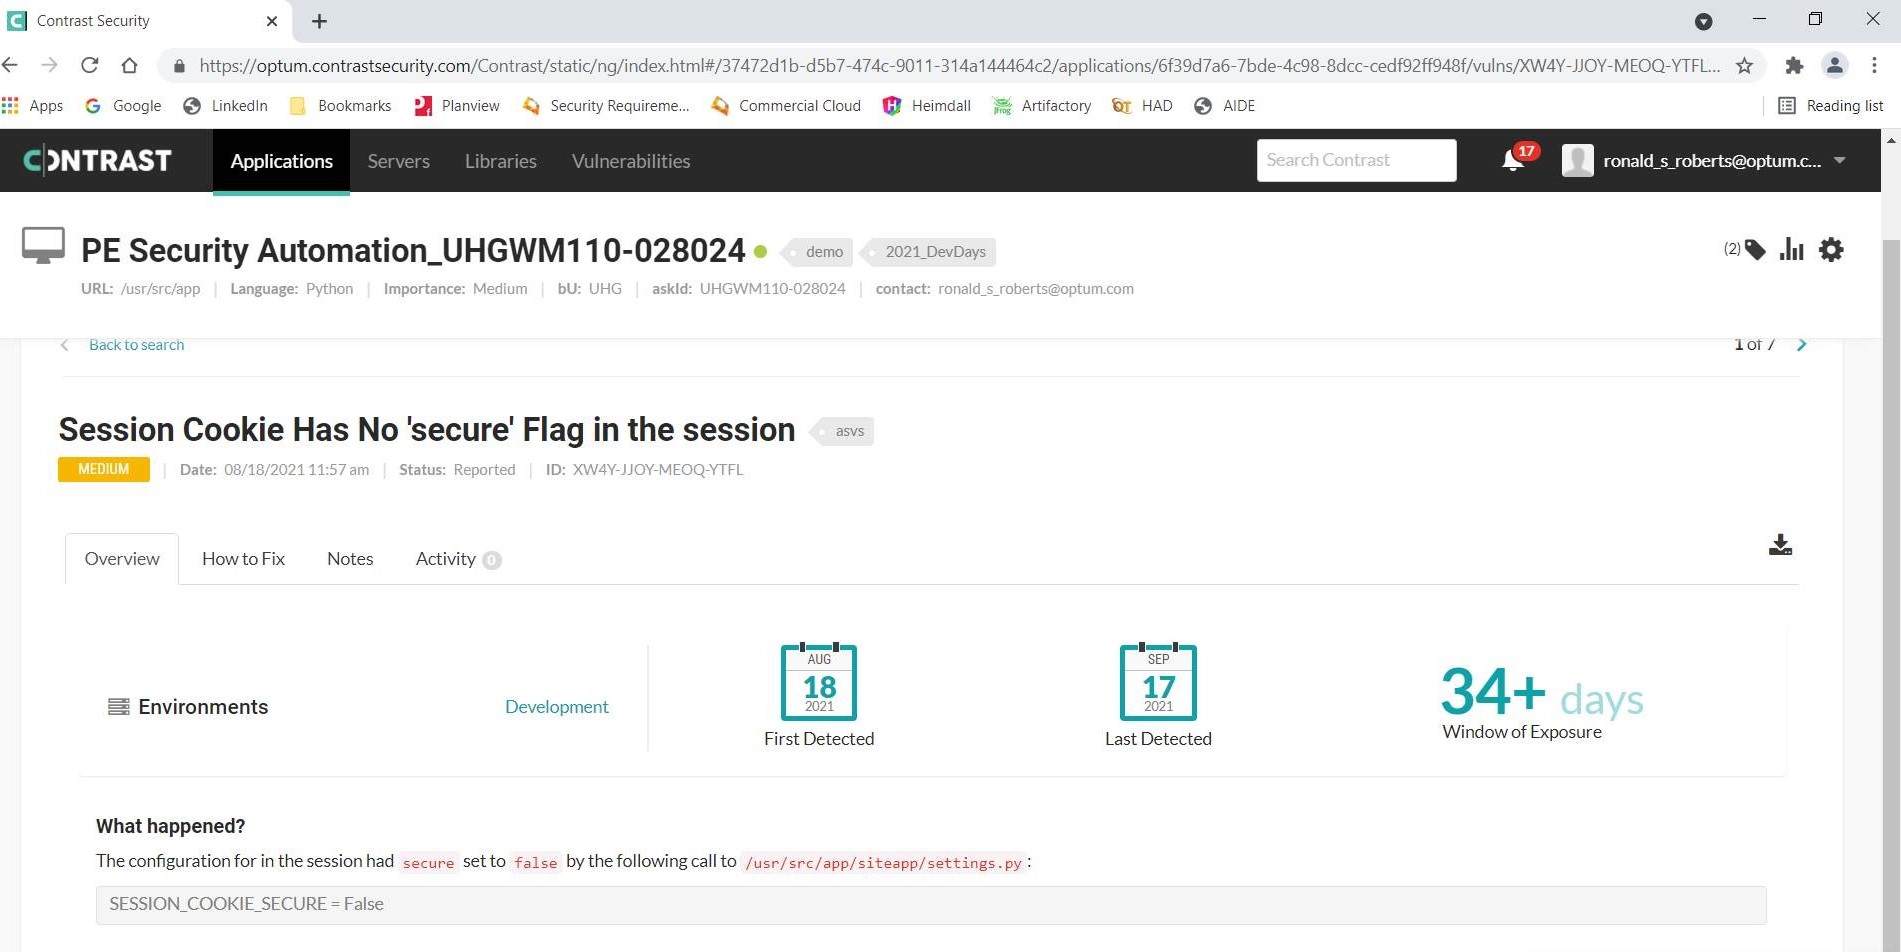 Contrast Security
https://optum.contrastsecurity.com/Contrast/static/ng/index.html#/37472d1b-d5b7-474c-9011-314a144464c2/applications/6f39d7a6-7bde-4c98-8dcc-cedf92ff948f/vulns/XW4Y-JJOY-MEOQ-YTFL...
Apps Google LinkedIn Bookmarks Planview Security Requireme... Commercial Cloud Heimdall Artifactory HAD AIDE Reading list
CONTRAST Applications Servers Libraries Vulnerabilities Search Contrast 17 ronald_s_roberts@optum.c...
PE Security Automation_UHGWM110-028024 demo 2021_DevDays (2)
URL: /usr/src/app | Language: Python | Importance: Medium | bU: UHG | askId: UHGWM110-028024 | contact: ronald_s_roberts@optum.com
Back to search 1 of 7
Session Cookie Has No 'secure' Flag in the session asvs
MEDIUM | Date: 08/18/2021 11:57 am | Status: Reported | ID: XW4Y-JJOY-MEOQ-YTFL
Overview How to Fix Notes Activity 0
Environments Development
AUG
18
2021
First Detected
SEP
17
2021
Last Detected
34+ days
Window of Exposure
What happened?
The configuration for in the session had secure set to false by the following call to /usr/src/app/siteapp/settings.py :
SESSION_COOKIE_SECURE = False